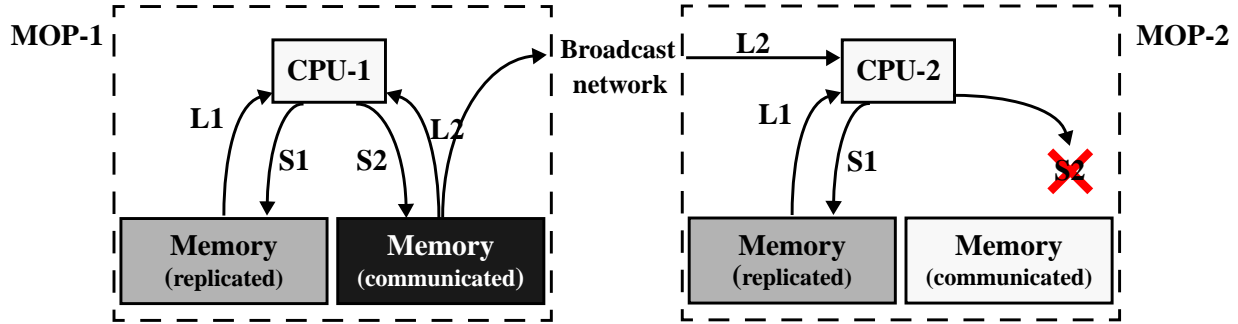 MOP-1
CPU-1
L1
S1
S2
L2
Memory
(replicated)
Memory
(communicated)
Broadcast
network
L2
MOP-2
CPU-2
L1
S1
S2
Memory
(replicated)
Memory
(communicated)